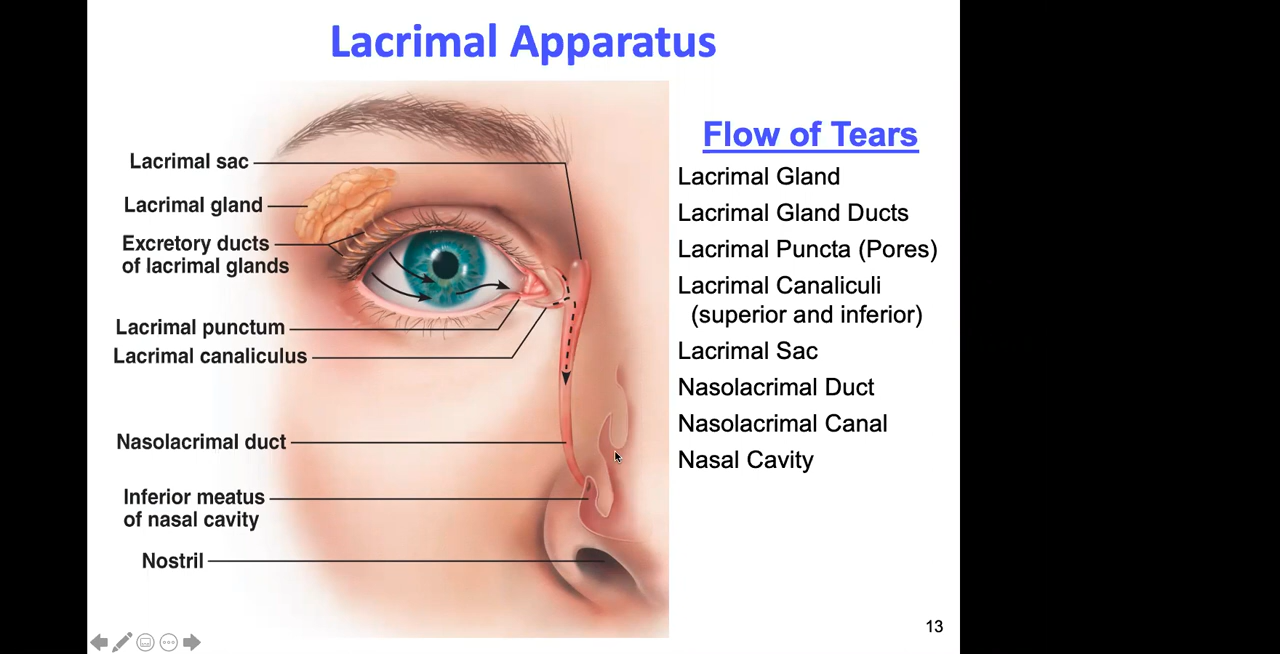 Lacrimal Apparatus
Lacrimal sac
Lacrimal gland
Excretory ducts
of lacrimal glands
Lacrimal punctum
Lacrimal canaliculus
Nasolacrimal duct
Inferior meatus
of nasal cavity
Nostril
Flow of Tears
Lacrimal Gland
Lacrimal Gland Ducts
Lacrimal Puncta (Pores)
Lacrimal Canaliculi
(superior and inferior)
Lacrimal Sac
Nasolacrimal Duct
Nasolacrimal Canal
Nasal Cavity
13